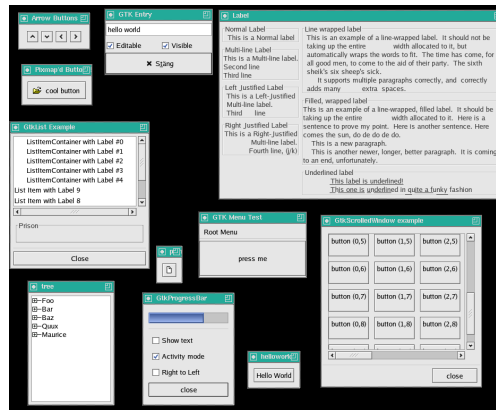 Arrow Buttons
Pixmap'd Butto
cool button
GTK Entry
hello world
Editable
Visible
Stäng
Label
Normal Label
This is a Normal label
Multi-line Label
This is a Multi-line label.
Second line
Third line
Left Justified Label
This is a Left-Justified
Multi-line label.
Third line
Right Justified Label
This is a Right-Justified
Multi-line label.
Fourth line, (j/k)
Line wrapped label
This is an example of a line-wrapped label. It should not be
taking up the entire width allocated to it, but
automatically wraps the words to fit. The time has come, for
all good men, to come to the aid of their party. The sixth
sheik's six sheep's sick.
It supports multiple paragraphs correctly, and correctly
adds many extra spaces.
Filled, wrapped label
This is an example of a line-wrapped, filled label. It should be
taking up the entire width allocated to it. Here is a
sentence to prove my point. Here is another sentence. Here
comes the sun, do de do de do.
This is a new paragraph.
This is another newer, longer, better paragraph. It is coming
to an end, unfortunately.
Underlined label
This label is underlined!
This one is underlined in quite a funky fashion
GtkList Example
ListItemContainer with Label #0
ListItemContainer with Label #1
ListItemContainer with Label #2
ListItemContainer with Label #3
ListItemContainer with Label #4
List Item with Label 9
List Item with Label 8
Prison
Close
GTK Menu Test
Root Menu
press me
GtkScrolledWindow example
button (0,5)
button (1,5)
button (2,5)
button (0,6)
button (1,6)
button (2,6)
button (0,7)
button (1,7)
button (2,7)
button (0,8)
button (1,8)
button (2,8)
close
tree
Foo
Bar
Baz
Quux
Maurice
GtkProgressBar
Show text
Activity mode
Right to Left
close
helloworld
Hello World